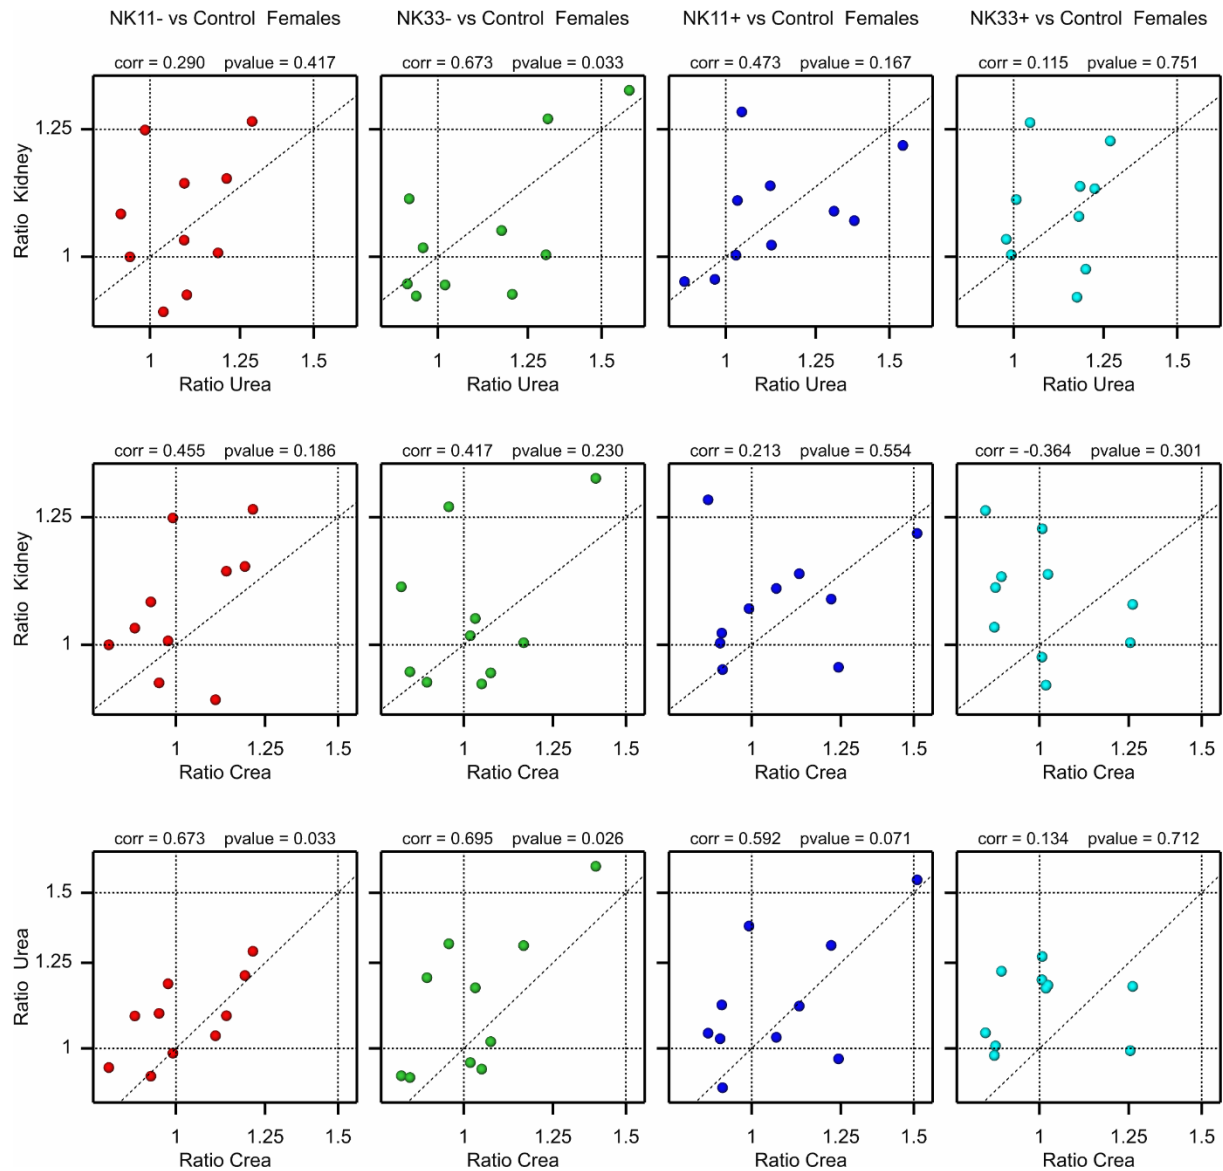 NK11- vs Control Females NK33- vs Control Females NK11+ vs Control Females NK33+ vs Control Females
corr = 0.290 pvalue = 0.417 corr = 0.673 pvalue = 0.033 corr = 0.473 pvalue = 0.167 corr = 0.115 pvalue = 0.751
1.25
Ratio Kidney
1
1 1.25 1.5 1 1.25 1.5 1 1.25 1.5 1 1.25 1.5
Ratio Urea Ratio Urea Ratio Urea Ratio Urea
corr = 0.455 pvalue = 0.186 corr = 0.417 pvalue = 0.230 corr = 0.213 pvalue = 0.554 corr = -0.364 pvalue = 0.301
1.25
Ratio Kidney
1
1 1.25 1.5 1 1.25 1.5 1 1.25 1.5 1 1.25 1.5
Ratio Crea Ratio Crea Ratio Crea Ratio Crea
corr = 0.673 pvalue = 0.033 corr = 0.695 pvalue = 0.026 corr = 0.592 pvalue = 0.071 corr = 0.134 pvalue = 0.712
1.5
Ratio Urea
1.25
1
1 1.25 1.5 1 1.25 1.5 1 1.25 1.5 1 1.25 1.5
Ratio Crea Ratio Crea Ratio Crea Ratio Crea